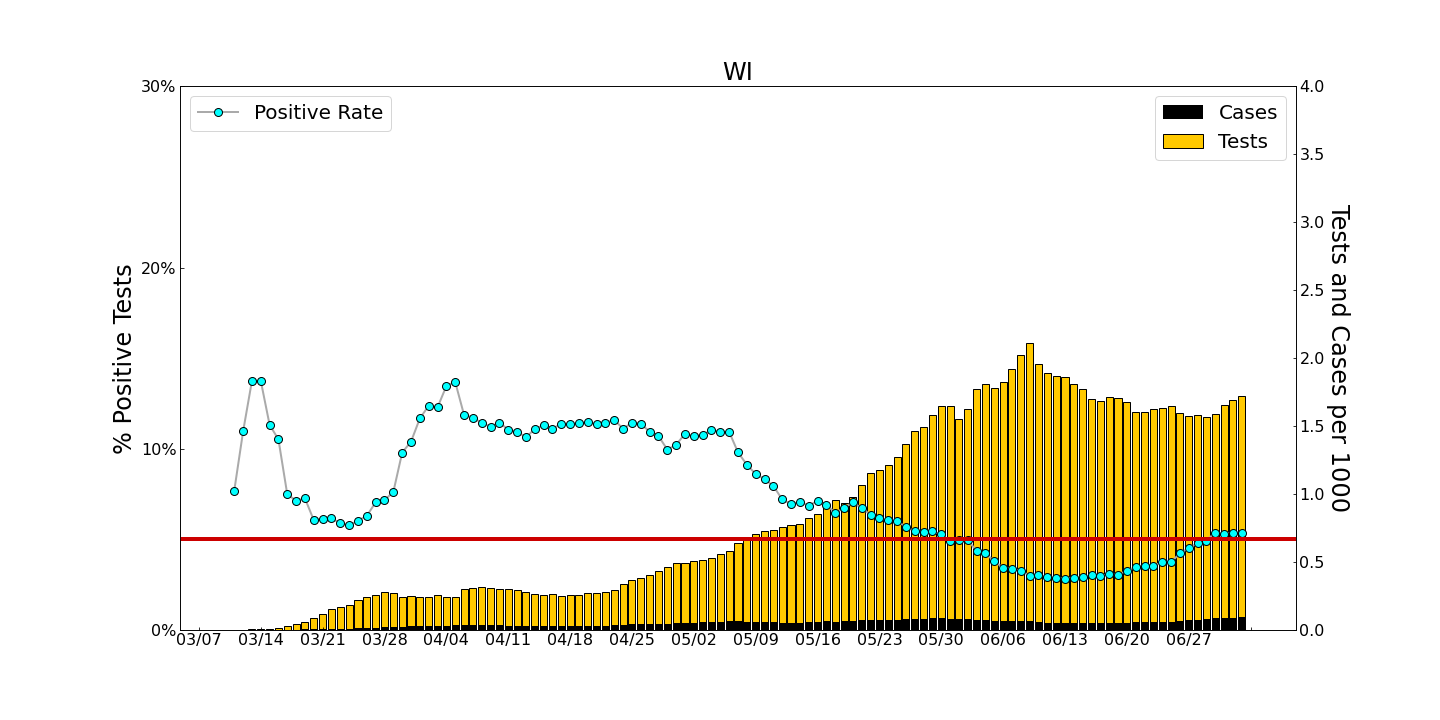 WI
30%
20%
10%
0%
% Positive Tests
Positive Rate
Cases
Tests
4.0
3.5
3.0
2.5
2.0
1.5
1.0
0.5
0.0
Tests and Cases per 1000
03/07 03/14 03/21 03/28 04/04 04/11 04/18 04/25 05/02 05/09 05/16 05/23 05/30 06/06 06/13 06/20 06/27